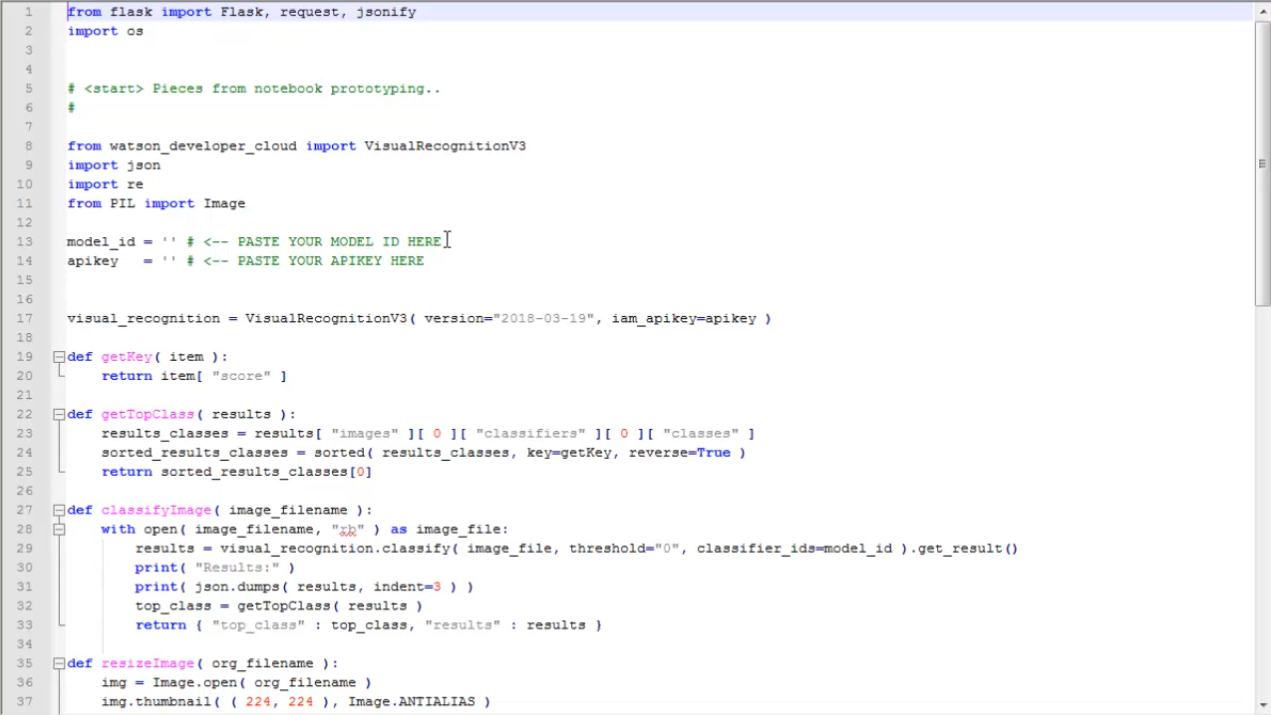 1 from flask import Flask, request, jsonify
2 import os
3
4
5 # <start> Pieces from notebook prototyping..
6 #
7
8 from watson_developer_cloud import VisualRecognitionV3
9 import json
10 import re
11 from PIL import Image
12
13 model_id = '' # <-- PASTE YOUR MODEL ID HERE
14 apikey   = '' # <-- PASTE YOUR APIKEY HERE
15
16
17 visual_recognition = VisualRecognitionV3( version="2018-03-19", iam_apikey=apikey )
18
19 def getKey( item ):
20     return item[ "score" ]
21
22 def getTopClass( results ):
23     results_classes = results[ "images" ][ 0 ][ "classifiers" ][ 0 ][ "classes" ]
24     sorted_results_classes = sorted( results_classes, key=getKey, reverse=True )
25     return sorted_results_classes[0]
26
27 def classifyImage( image_filename ):
28     with open( image_filename, "rb" ) as image_file:
29         results = visual_recognition.classify( image_file, threshold="0", classifier_ids=model_id ).get_result()
30         print( "Results:" )
31         print( json.dumps( results, indent=3 ) )
32         top_class = getTopClass( results )
33         return { "top_class" : top_class, "results" : results }
34
35 def resizeImage( org_filename ):
36     img = Image.open( org_filename )
37     img.thumbnail( ( 224, 224 ), Image.ANTIALIAS )